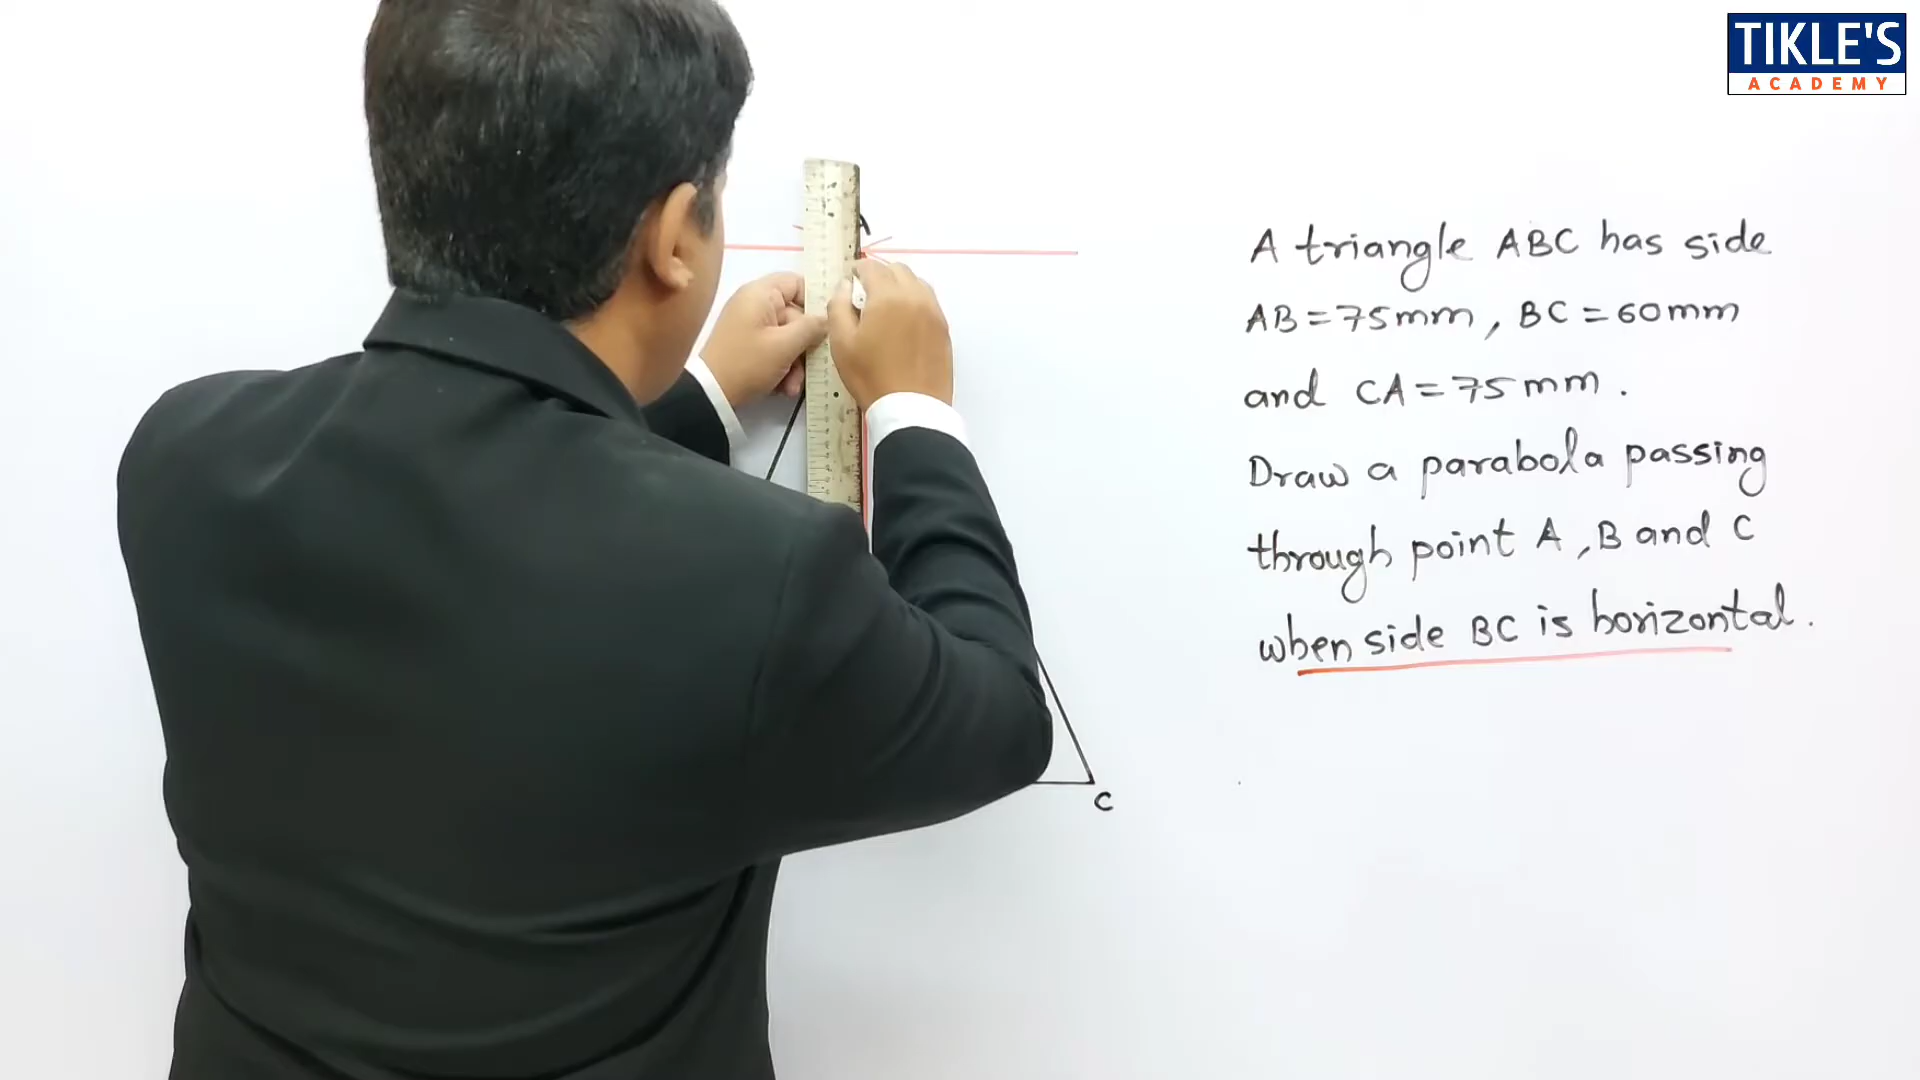 TIKLE'S
ACADEMY
A
A triangle ABC has side
AB = 75mm, BC = 60mm
and CA = 75mm.
Draw a parabola passing
through point A, B and C
when side BC is horizontal.
C